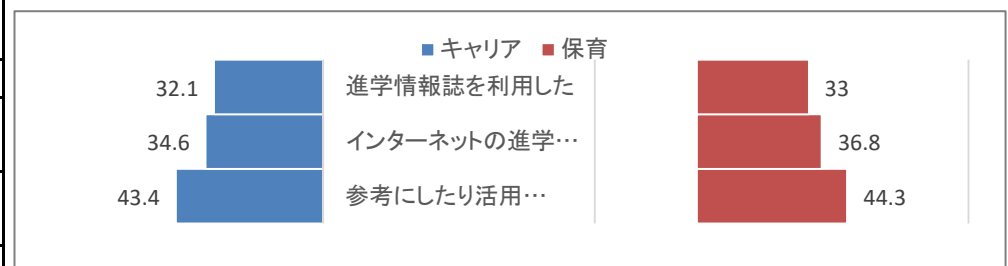 キャリア 保育
32.1 進学情報誌を利用した 33
34.6 インターネットの進学… 36.8
43.4 参考にしたり活用… 44.3